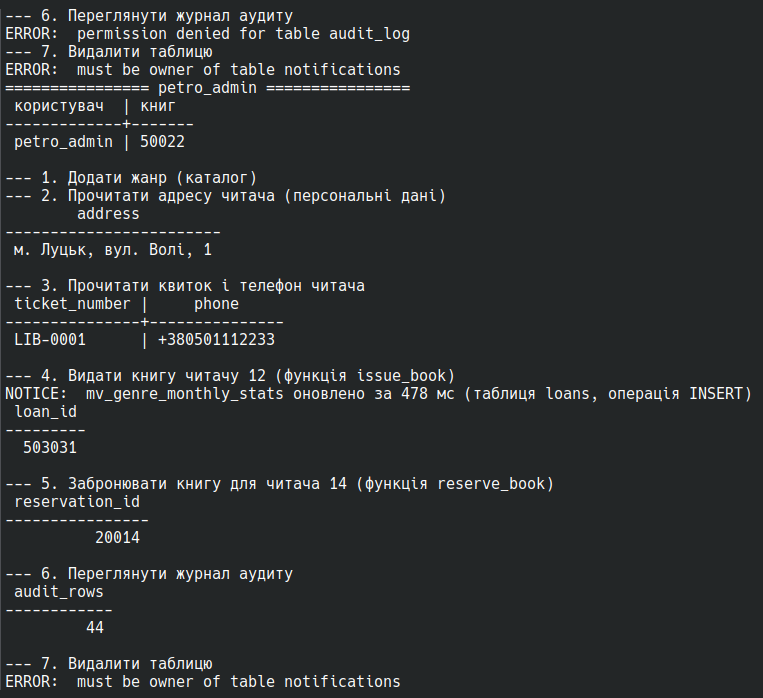 --- 6. Переглянути журнал аудиту
ERROR:  permission denied for table audit_log
--- 7. Видалити таблицю
ERROR:  must be owner of table notifications
================ petro_admin ================
 користувач  | книг
-------------+-------
 petro_admin | 50022

--- 1. Додати жанр (каталог)
--- 2. Прочитати адресу читача (персональні дані)
        address
------------------------
 м. Луцьк, вул. Волі, 1

--- 3. Прочитати квиток і телефон читача
 ticket_number |     phone
---------------+---------------
 LIB-0001      | +380501112233

--- 4. Видати книгу читачу 12 (функція issue_book)
NOTICE:  mv_genre_monthly_stats оновлено за 478 мс (таблиця loans, операція INSERT)
 loan_id
---------
  503031

--- 5. Забронювати книгу для читача 14 (функція reserve_book)
 reservation_id
----------------
          20014

--- 6. Переглянути журнал аудиту
 audit_rows
------------
         44

--- 7. Видалити таблицю
ERROR:  must be owner of table notifications